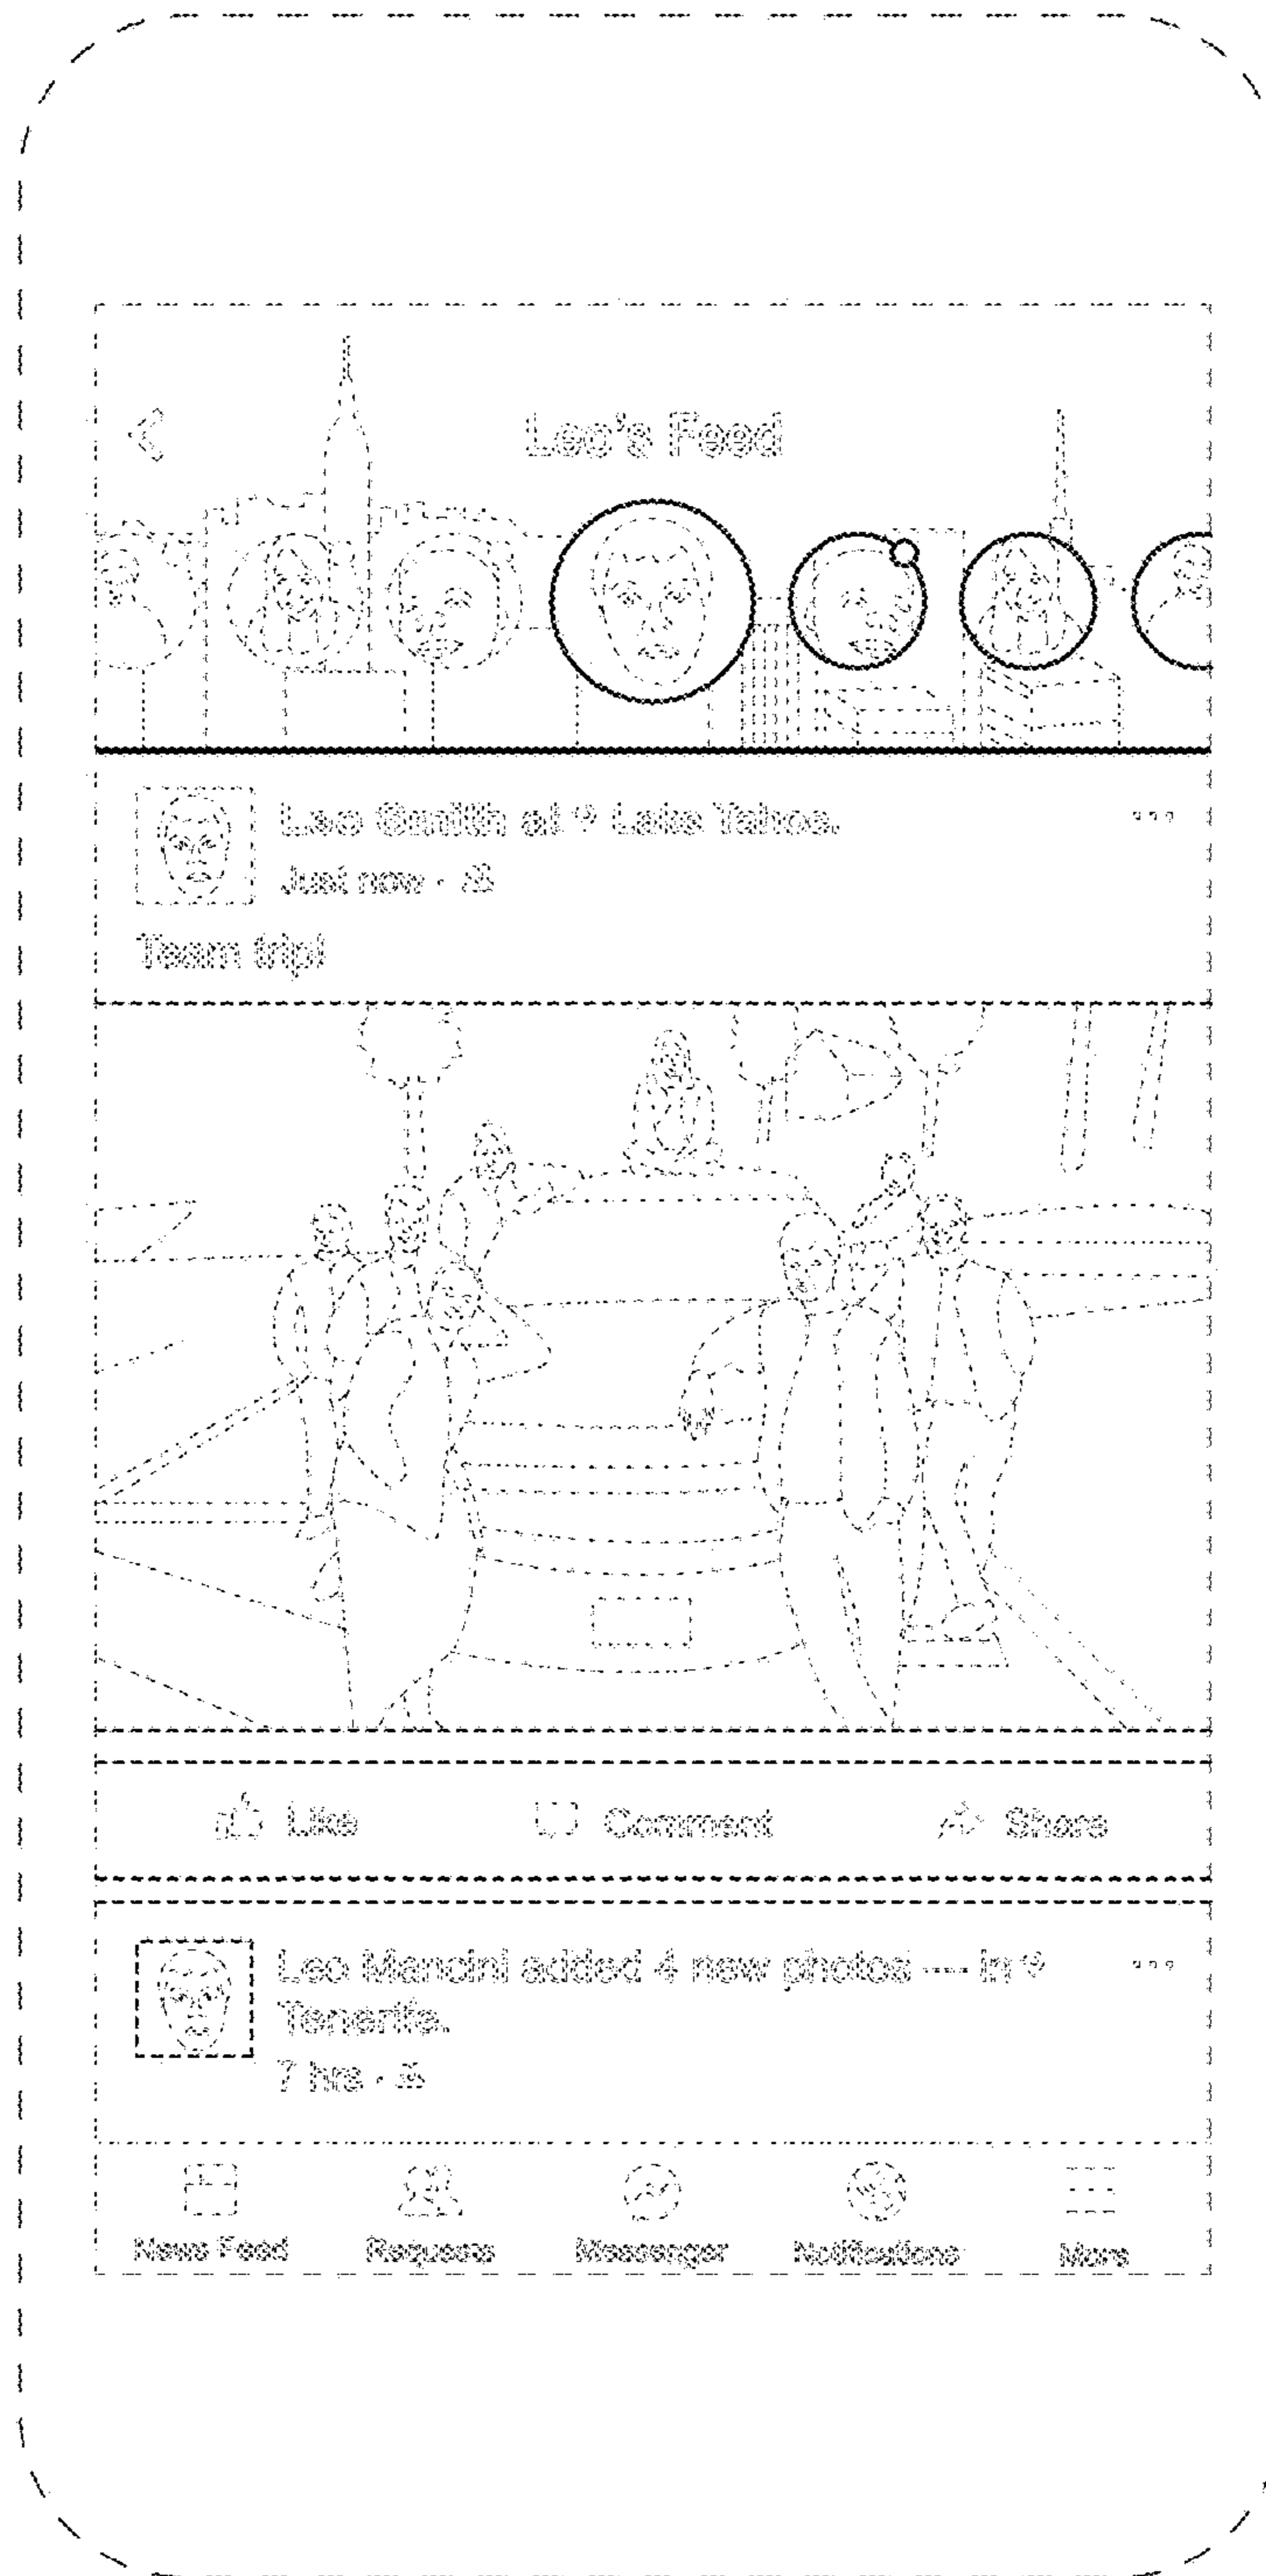 Leo's Feed
Leo Smith at Lake Tahoe.
Just now ·
Team trip!
Like Comment Share
Leo Mancini added 4 new photos — in
Tenerife.
7 hrs ·
News Feed Requests Messenger Notifications More